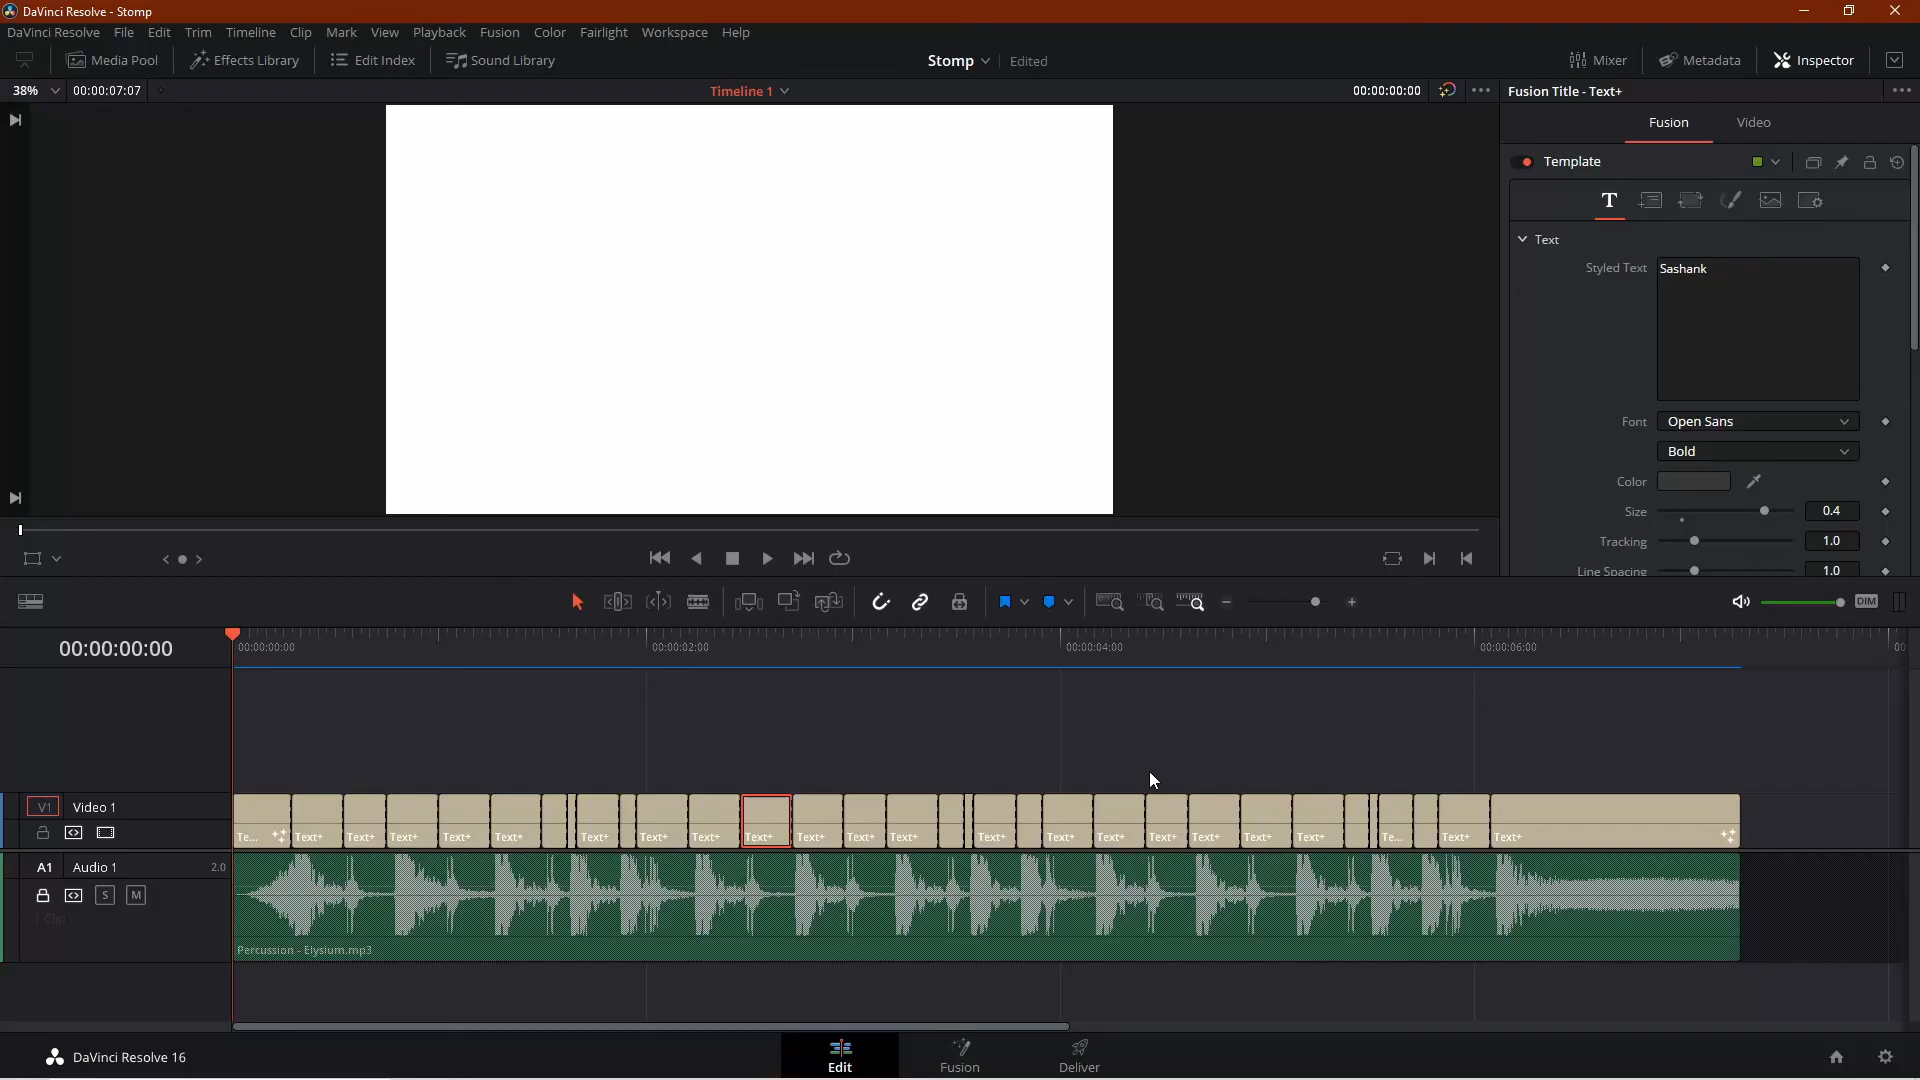 DaVinci Resolve - Stomp
DaVinci Resolve File Edit Trim Timeline Clip Mark View Playback Fusion Color Fairlight Workspace Help
Media Pool Effects Library Edit Index Sound Library Stomp Edited Mixer Metadata Inspector
38% 00:00:07:07 Timeline 1 00:00:00:00 Fusion Title - Text+
Fusion Video
Template
T
Text
Styled Text Sashank
Font Open Sans
Bold
Color
Size 0.4
Tracking 1.0
Line Spacing 1.0
DIM
00:00:00:00 00:00:00:00 00:00:02:00 00:00:04:00 00:00:06:00 00
V1 Video 1
Te... Text+ Text+ Text+ Text+ Text+ Text+ Text+ Text+ Text+ Text+ Text+ Text+ Text+ Text+ Text+ Text+ Text+ Text+ Text+ Te... Text+ Text+
A1 Audio 1 2.0
S M
1 Clip
Percussion - Elysium.mp3
DaVinci Resolve 16 Edit Fusion Deliver